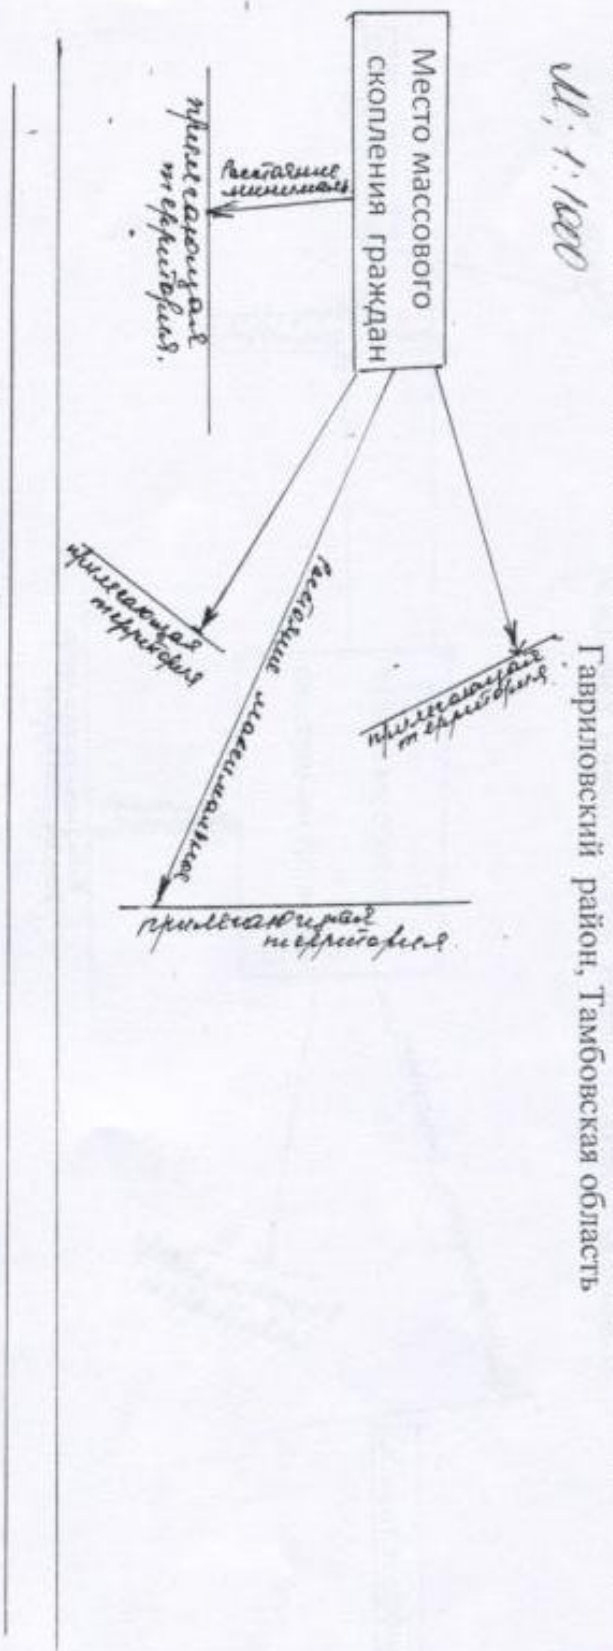 М; 1:1000
Гавриловский район, Тамбовская область
Место массового
скопления граждан
Расстояние
минималь.
прилегающая
территория.
прилегающая
территория
расстояние максимальное
прилегающая
территория
прилегающая
территория.